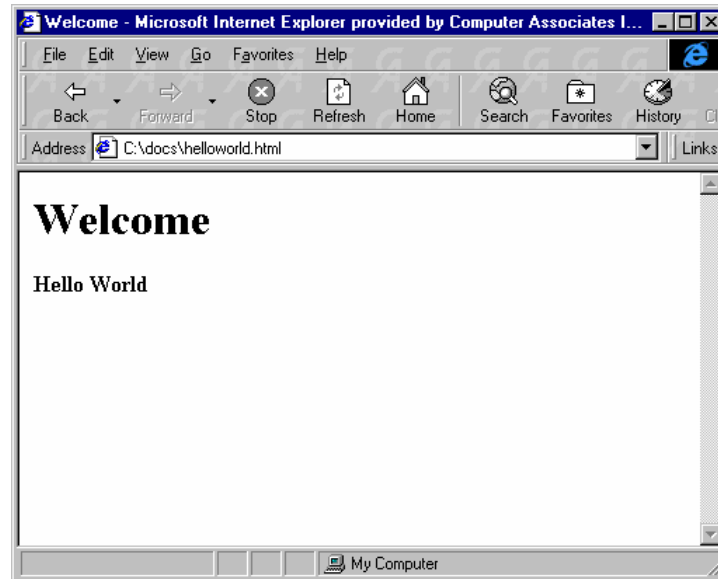 Welcome - Microsoft Internet Explorer provided by Computer Associates I...
File Edit View Go Favorites Help
Back Forward Stop Refresh Home Search Favorites History
Address C:\docs\helloworld.html Links
Welcome
Hello World
My Computer